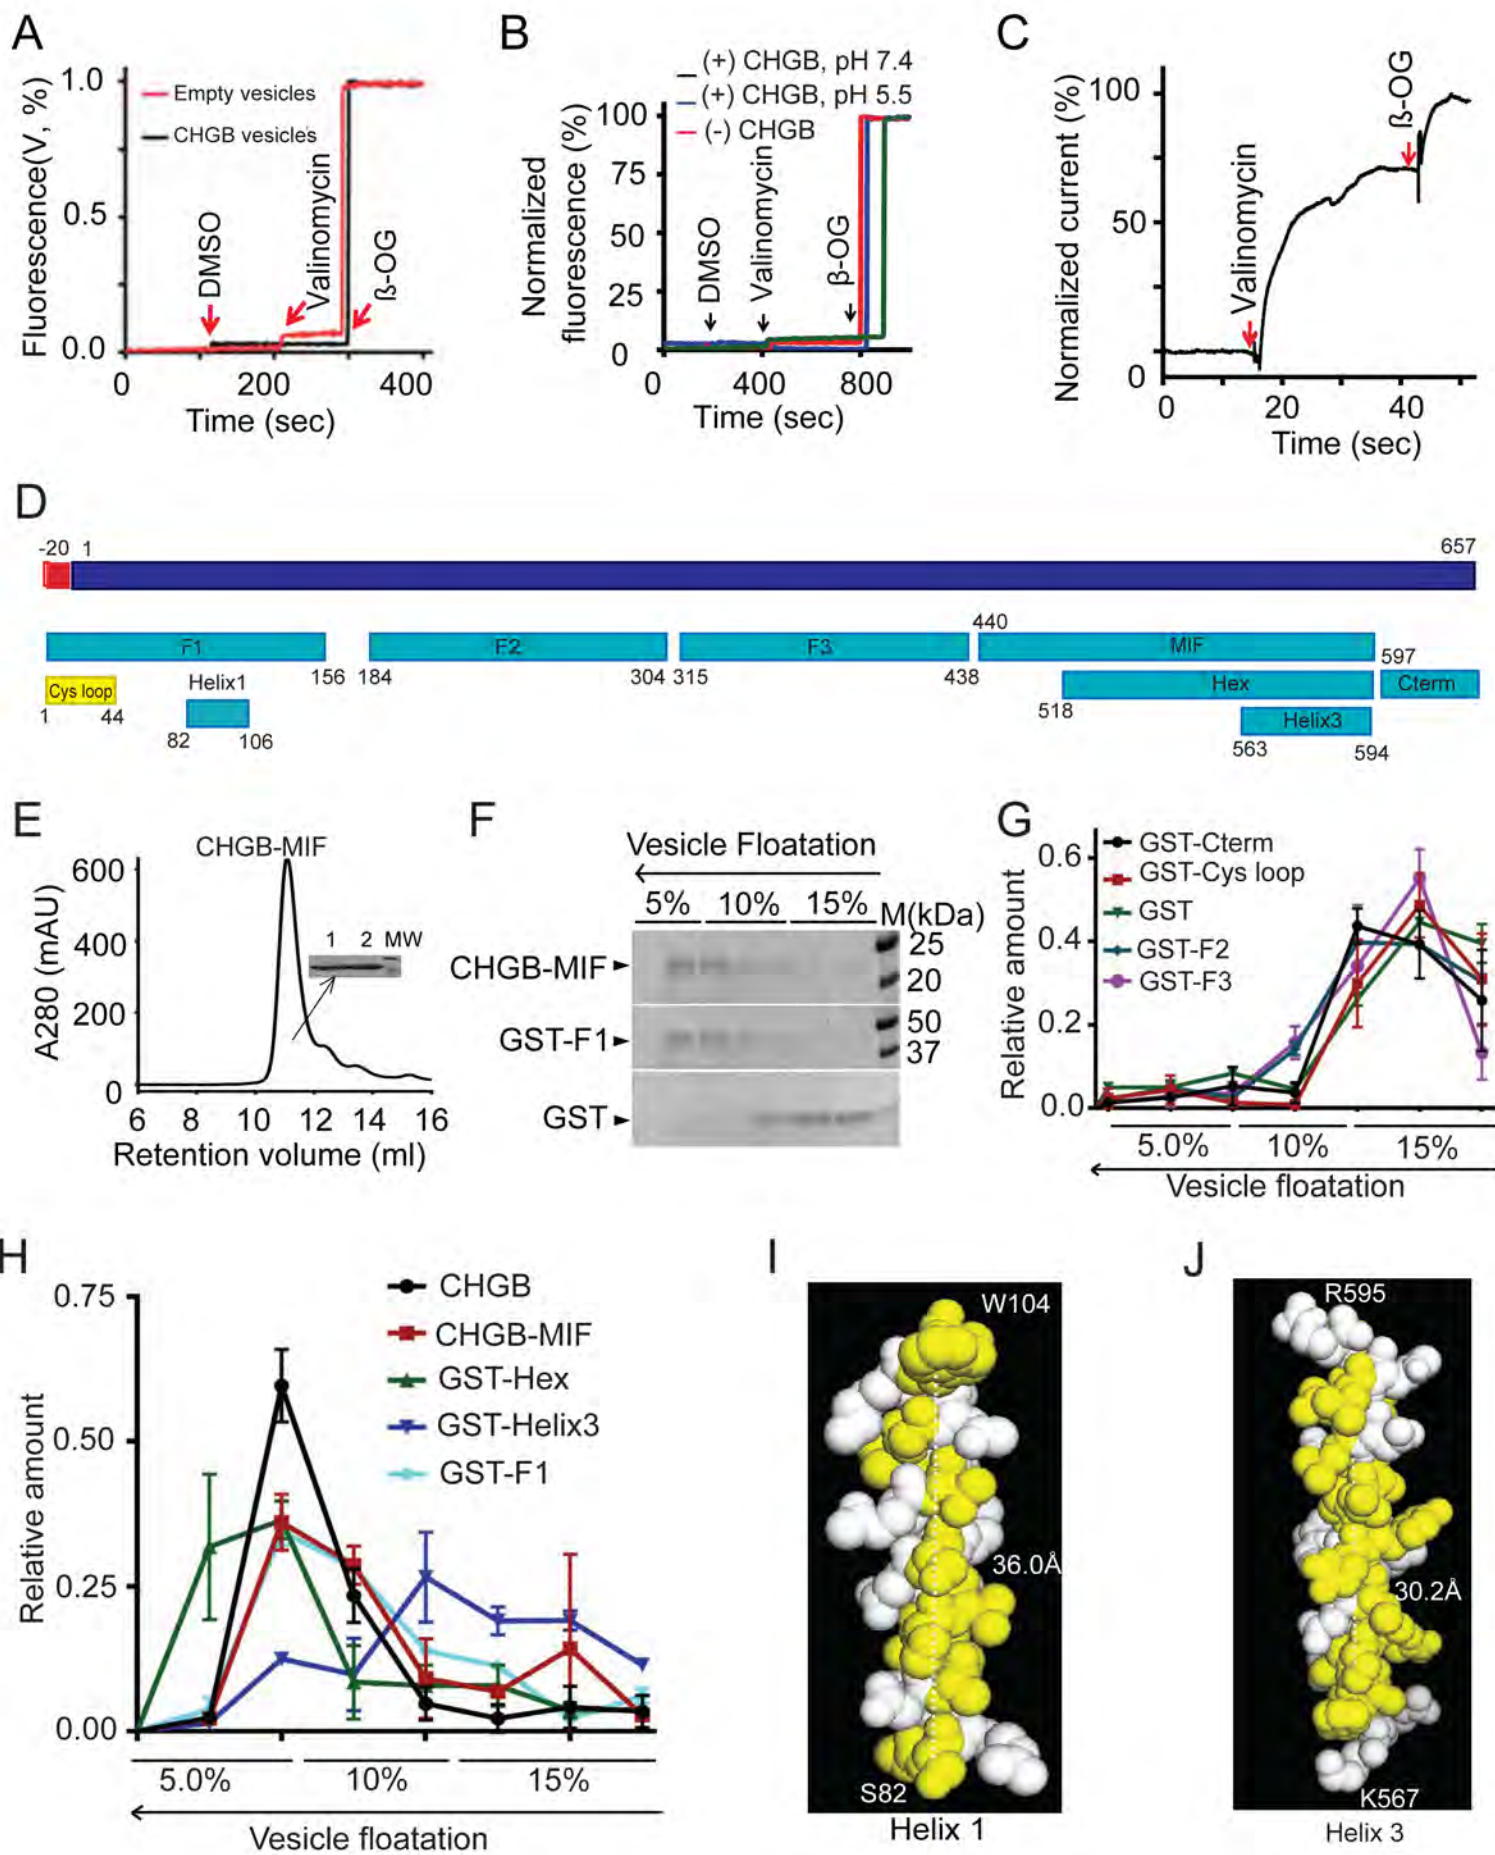 A
Fluorescence(V, %)
1.0
0.5
0.0
Empty vesicles
CHGB vesicles
DMSO
Valinomycin
ß-OG
0
200
400
Time (sec)
B
(+) CHGB, pH 7.4
(+) CHGB, pH 5.5
(-) CHGB
Normalized
fluorescence (%)
100
75
50
25
0
DMSO
Valinomycin
β-OG
0
400
800
Time (sec)
C
Normalized current (%)
100
50
0
Valinomycin
ß-OG
0
20
40
Time (sec)
D
-20
1
657
F1
F2
F3
440
MIF
156
184
304
315
438
597
Cys loop
Helix1
Hex
Cterm
1
44
82
106
518
Helix3
563
594
E
CHGB-MIF
A280 (mAU)
600
400
200
0
1 2 MW
6 8 10 12 14 16
Retention volume (ml)
F
Vesicle Floatation
5% 10% 15%
M(kDa)
CHGB-MIF
25
20
GST-F1
50
37
GST
G
Relative amount
0.6
0.4
0.2
0.0
GST-Cterm
GST-Cys loop
GST
GST-F2
GST-F3
5.0% 10% 15%
Vesicle floatation
H
Relative amount
0.75
0.50
0.25
0.00
CHGB
CHGB-MIF
GST-Hex
GST-Helix3
GST-F1
5.0% 10% 15%
Vesicle floatation
I
W104
36.0Å
S82
Helix 1
J
R595
30.2Å
K567
Helix 3